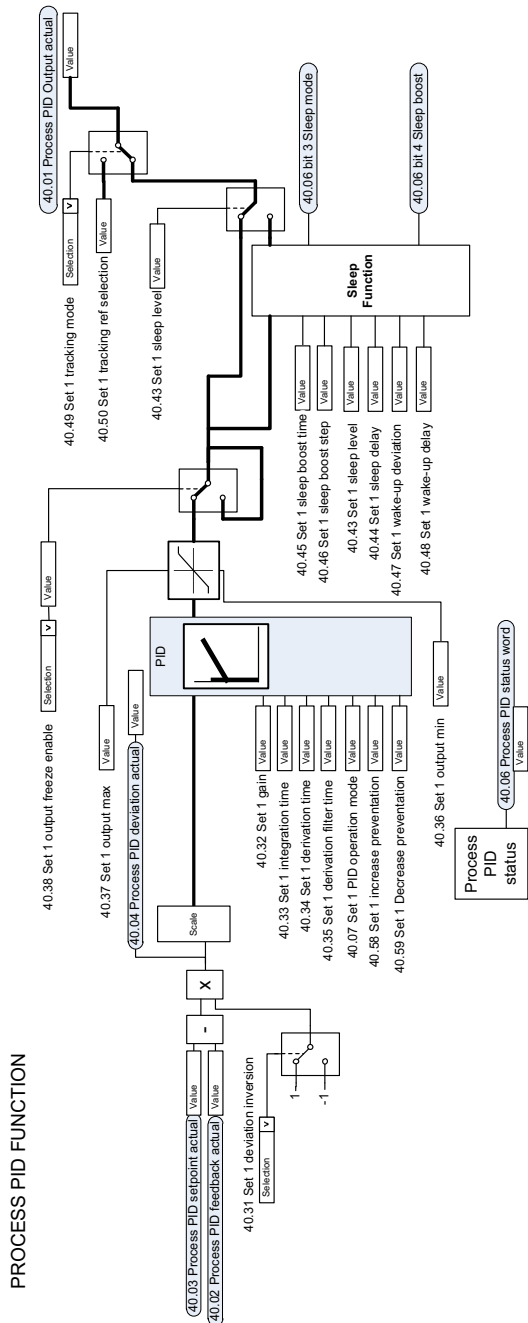 PROCESS PID FUNCTION
40.03 Process PID setpoint actual
Value
40.02 Process PID feedback actual
Value
-
X
40.31 Set 1 deviation inversion
Selection
v
1
-1
Scale
40.04 Process PID deviation actual
Value
40.37 Set 1 output max
Value
40.38 Set 1 output freeze enable
Selection
v
Value
PID
40.32 Set 1 gain
Value
40.33 Set 1 integration time
Value
40.34 Set 1 derivation time
Value
40.35 Set 1 derivation filter time
Value
40.07 Set 1 PID operation mode
Value
40.58 Set 1 increase preventation
Value
40.59 Set 1 Decrease preventation
Value
40.36 Set 1 output min
Value
Process
PID
status
40.06 Process PID status word
Value
40.49 Set 1 tracking mode
Selection
v
40.50 Set 1 tracking ref selection
Value
40.43 Set 1 sleep level
Value
40.01 Process PID Output actual
Value
40.45 Set 1 sleep boost time
Value
40.46 Set 1 sleep boost step
Value
40.43 Set 1 sleep level
Value
40.44 Set 1 sleep delay
Value
40.47 Set 1 wake-up deviation
Value
40.48 Set 1 wake-up delay
Value
Sleep
Function
40.06 bit 3 Sleep mode
40.06 bit 4 Sleep boost